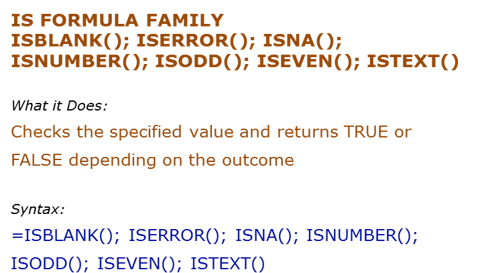 IS FORMULA FAMILY
ISBLANK(); ISERROR(); ISNA();
ISNUMBER(); ISODD(); ISEVEN(); ISTEXT()
What it Does:
Checks the specified value and returns TRUE or
FALSE depending on the outcome
Syntax:
=ISBLANK(); ISERROR(); ISNA(); ISNUMBER();
ISODD(); ISEVEN(); ISTEXT()